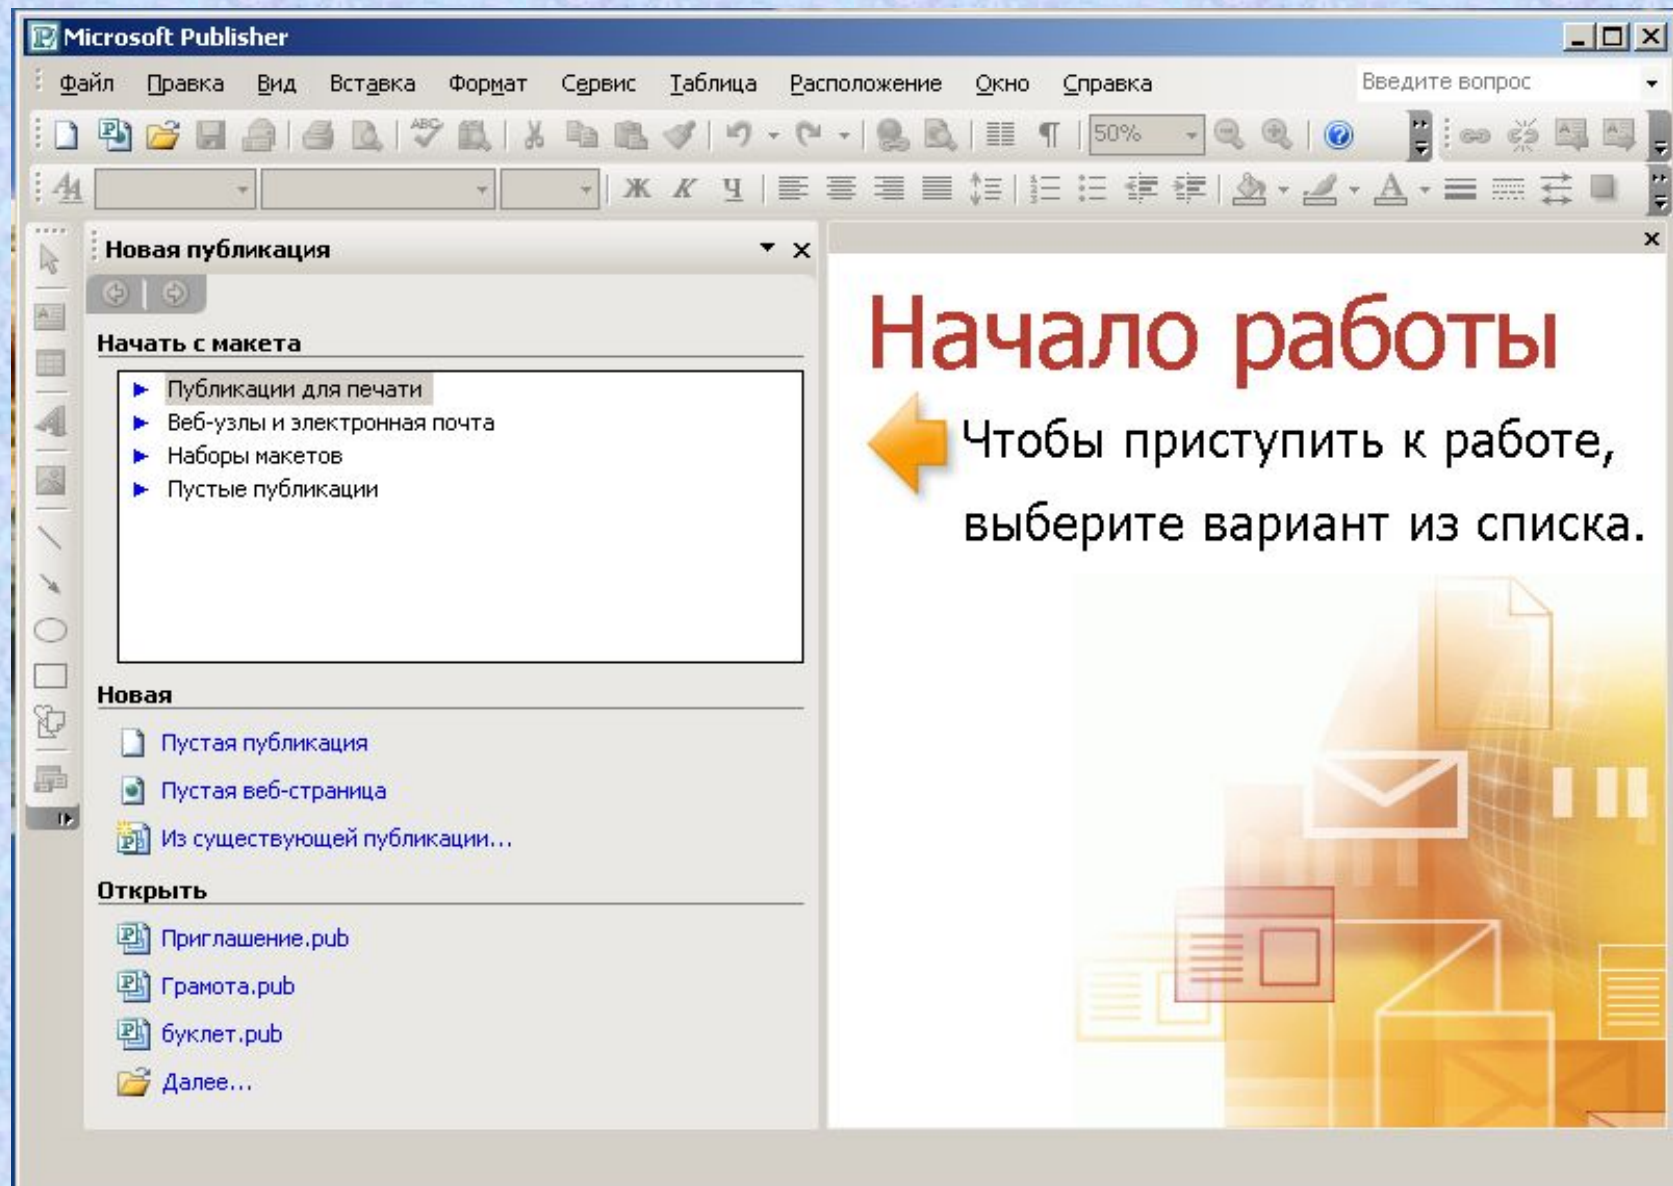 Microsoft Publisher
Файл Правка Вид Вставка Формат Сервис Таблица Расположение Окно Справка Введите вопрос
ABC 50%
Ж К Ч A
Новая публикация
Начать с макета
Публикации для печати
Веб-узлы и электронная почта
Наборы макетов
Пустые публикации
Новая
Пустая публикация
Пустая веб-страница
Из существующей публикации...
Открыть
Приглашение.pub
Грамота.pub
буклет.pub
Далее...
Начало работы
Чтобы приступить к работе,
выберите вариант из списка.